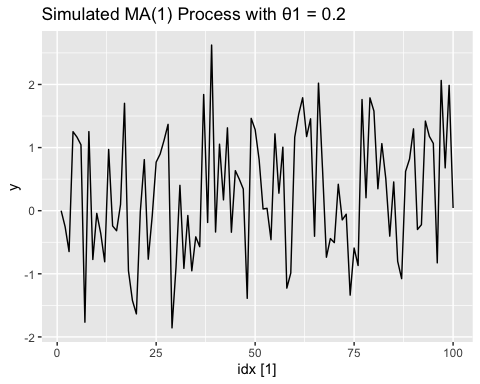 Simulated MA(1) Process with θ1 = 0.2
y
2
1
0
-1
-2
0 25 50 75 100
idx [1]